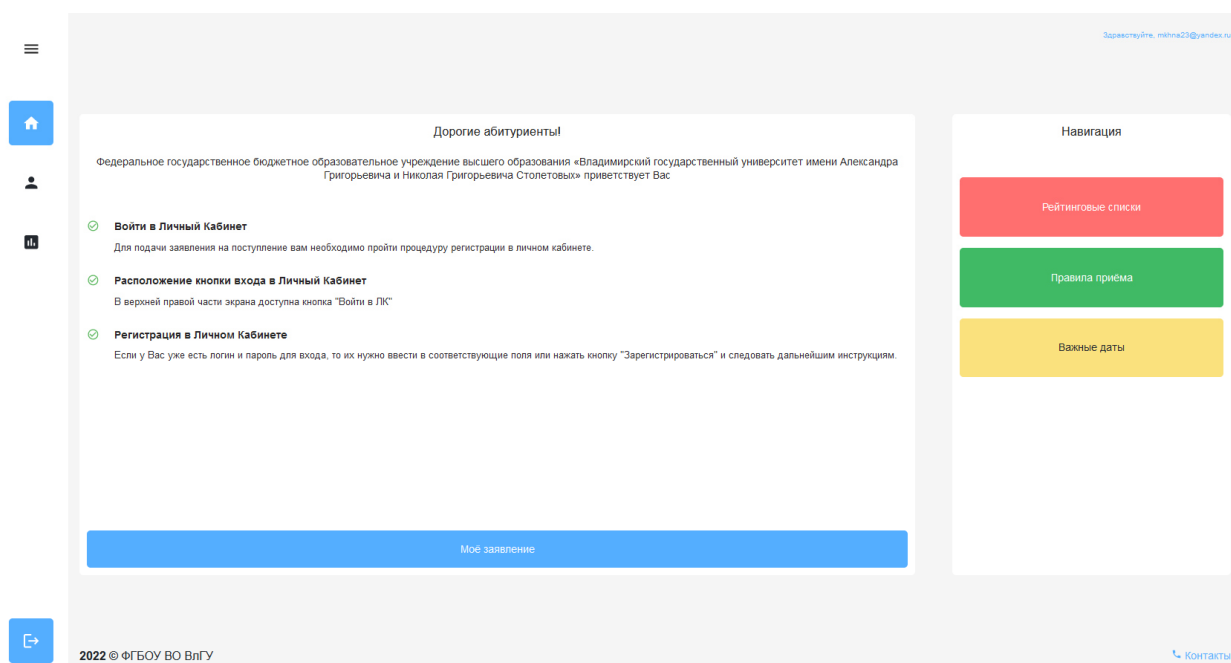 Здравствуйте, mkhna23@yandex.ru
Дорогие абитуриенты!
Федеральное государственное бюджетное образовательное учреждение высшего образования «Владимирский государственный университет имени Александра
Григорьевича и Николая Григорьевича Столетовых» приветствует Вас
Войти в Личный Кабинет
Для подачи заявления на поступление вам необходимо пройти процедуру регистрации в личном кабинете.
Расположение кнопки входа в Личный Кабинет
В верхней правой части экрана доступна кнопка "Войти в ЛК"
Регистрация в Личном Кабинете
Если у Вас уже есть логин и пароль для входа, то их нужно ввести в соответствующие поля или нажать кнопку "Зарегистрироваться" и следовать дальнейшим инструкциям.
Моё заявление
Навигация
Рейтинговые списки
Правила приёма
Важные даты
2022 © ФГБОУ ВО ВлГУ
Контакты